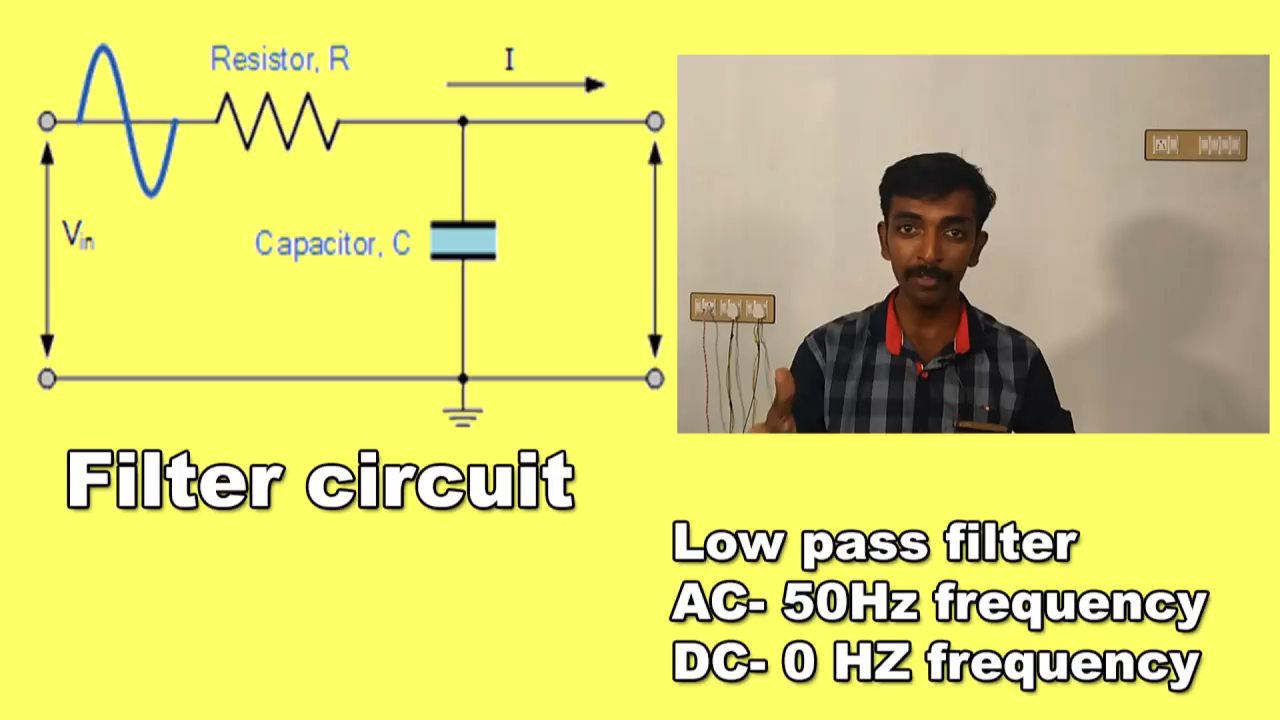 Resistor, R
I
Vin
Capacitor, C
Filter circuit
Low pass filter
AC- 50Hz frequency
DC- 0 HZ frequency